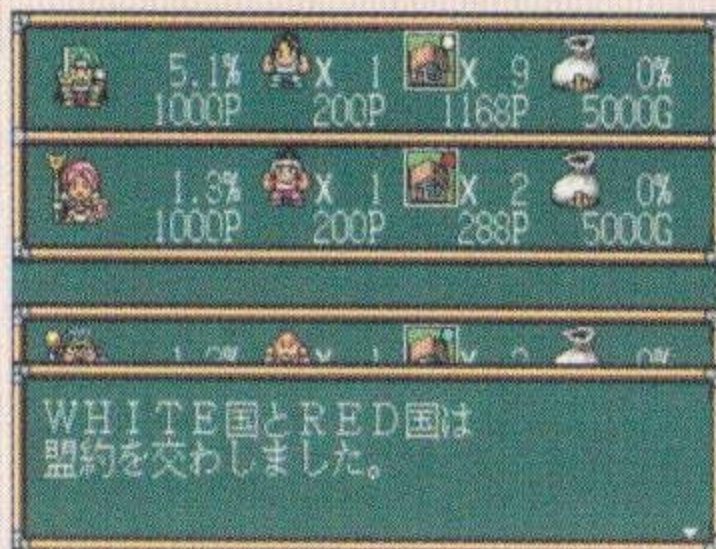 5.1% X 1 X 9 0%
1000P 200P 1168P 5000G
1.3% X 1 X 2 0%
1000P 200P 288P 5000G
WHITE国とRED国は
盟約を交わしました。